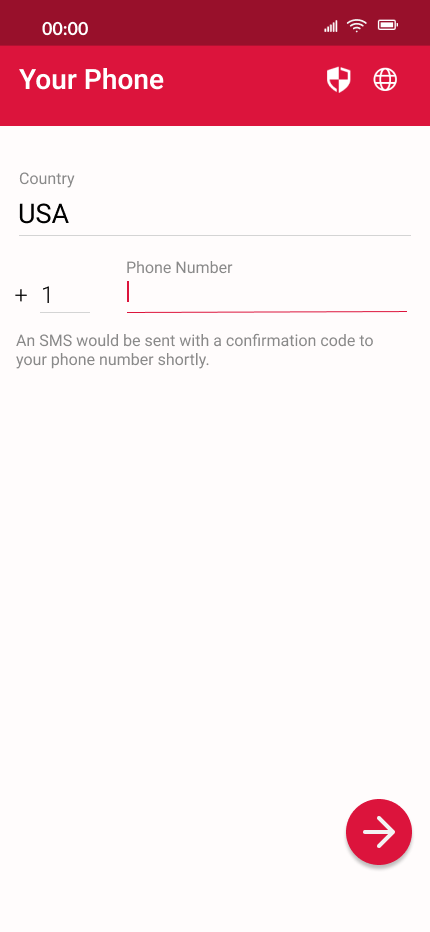 00:00
Your Phone
Country
USA
Phone Number
+ 1
An SMS would be sent with a confirmation code to
your phone number shortly.